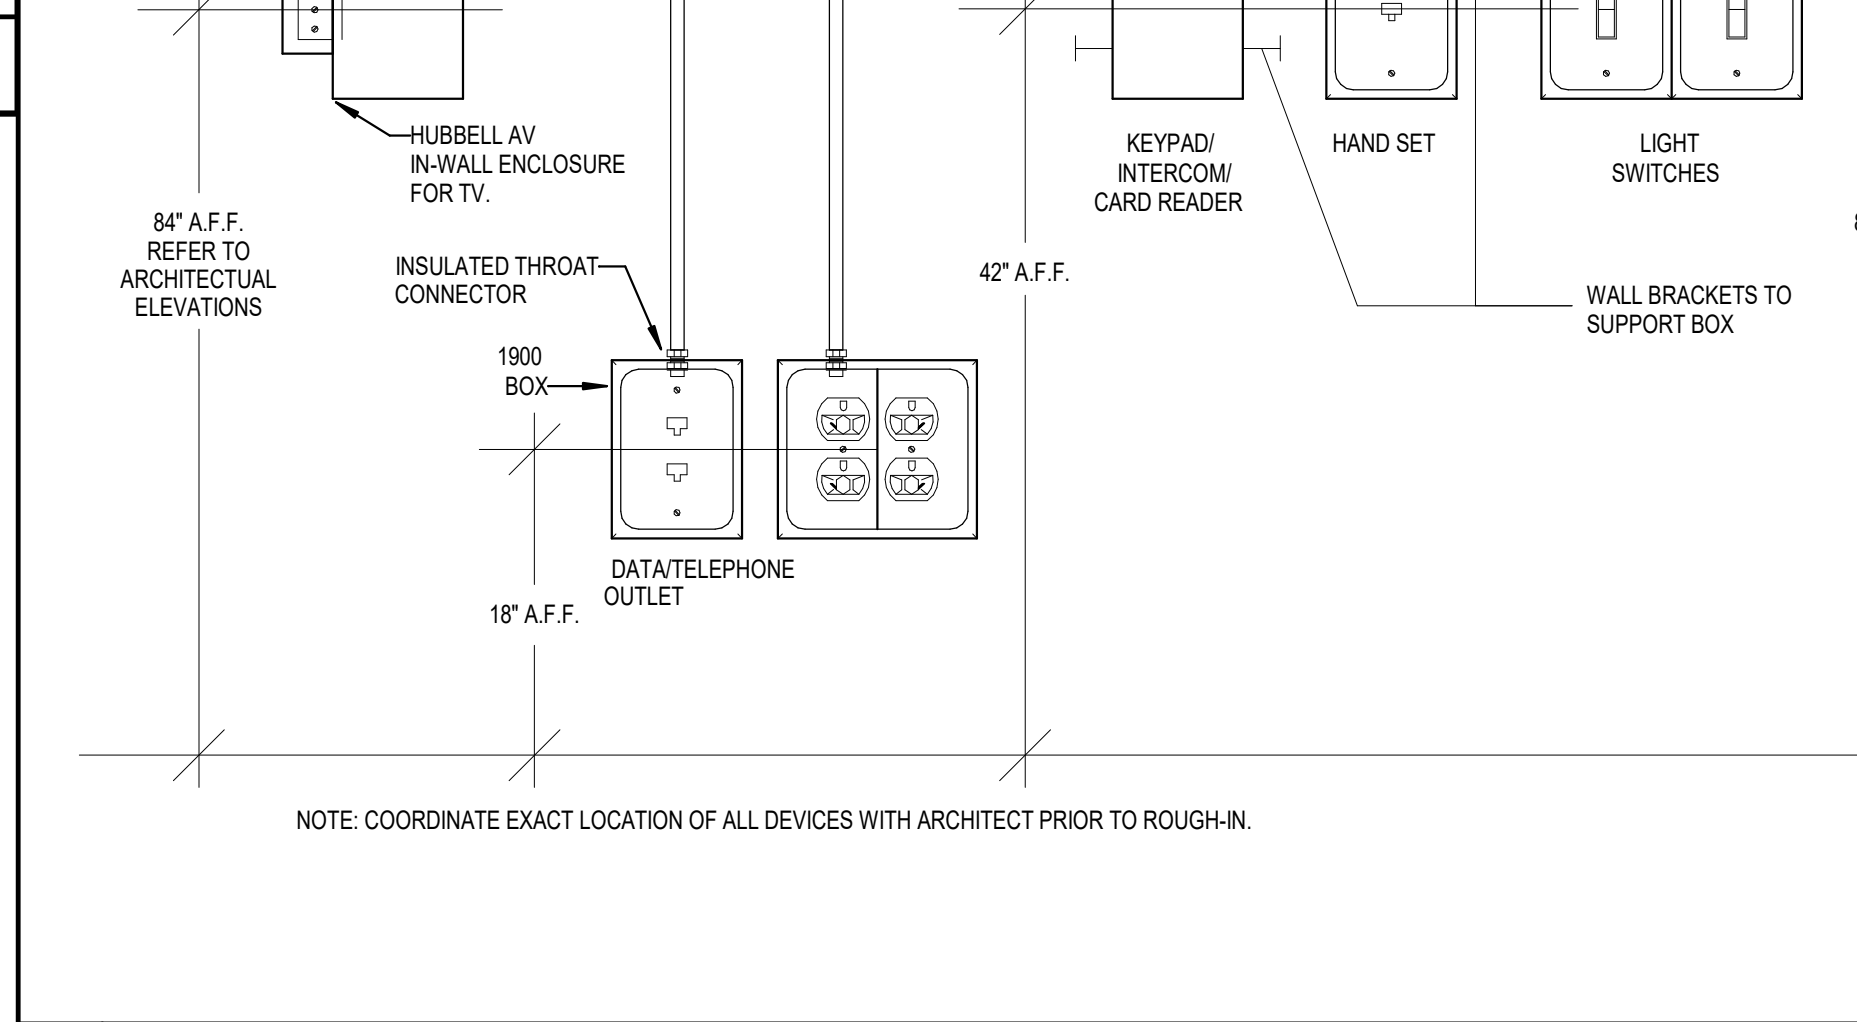 HUBBELL AV
IN-WALL ENCLOSURE
FOR TV.
KEYPAD/
INTERCOM/
CARD READER
HAND SET
LIGHT
SWITCHES
84" A.F.F.
REFER TO
ARCHITECTUAL
ELEVATIONS
INSULATED THROAT
CONNECTOR
42" A.F.F.
WALL BRACKETS TO
SUPPORT BOX
1900
BOX
DATA/TELEPHONE
OUTLET
18" A.F.F.
NOTE: COORDINATE EXACT LOCATION OF ALL DEVICES WITH ARCHITECT PRIOR TO ROUGH-IN.